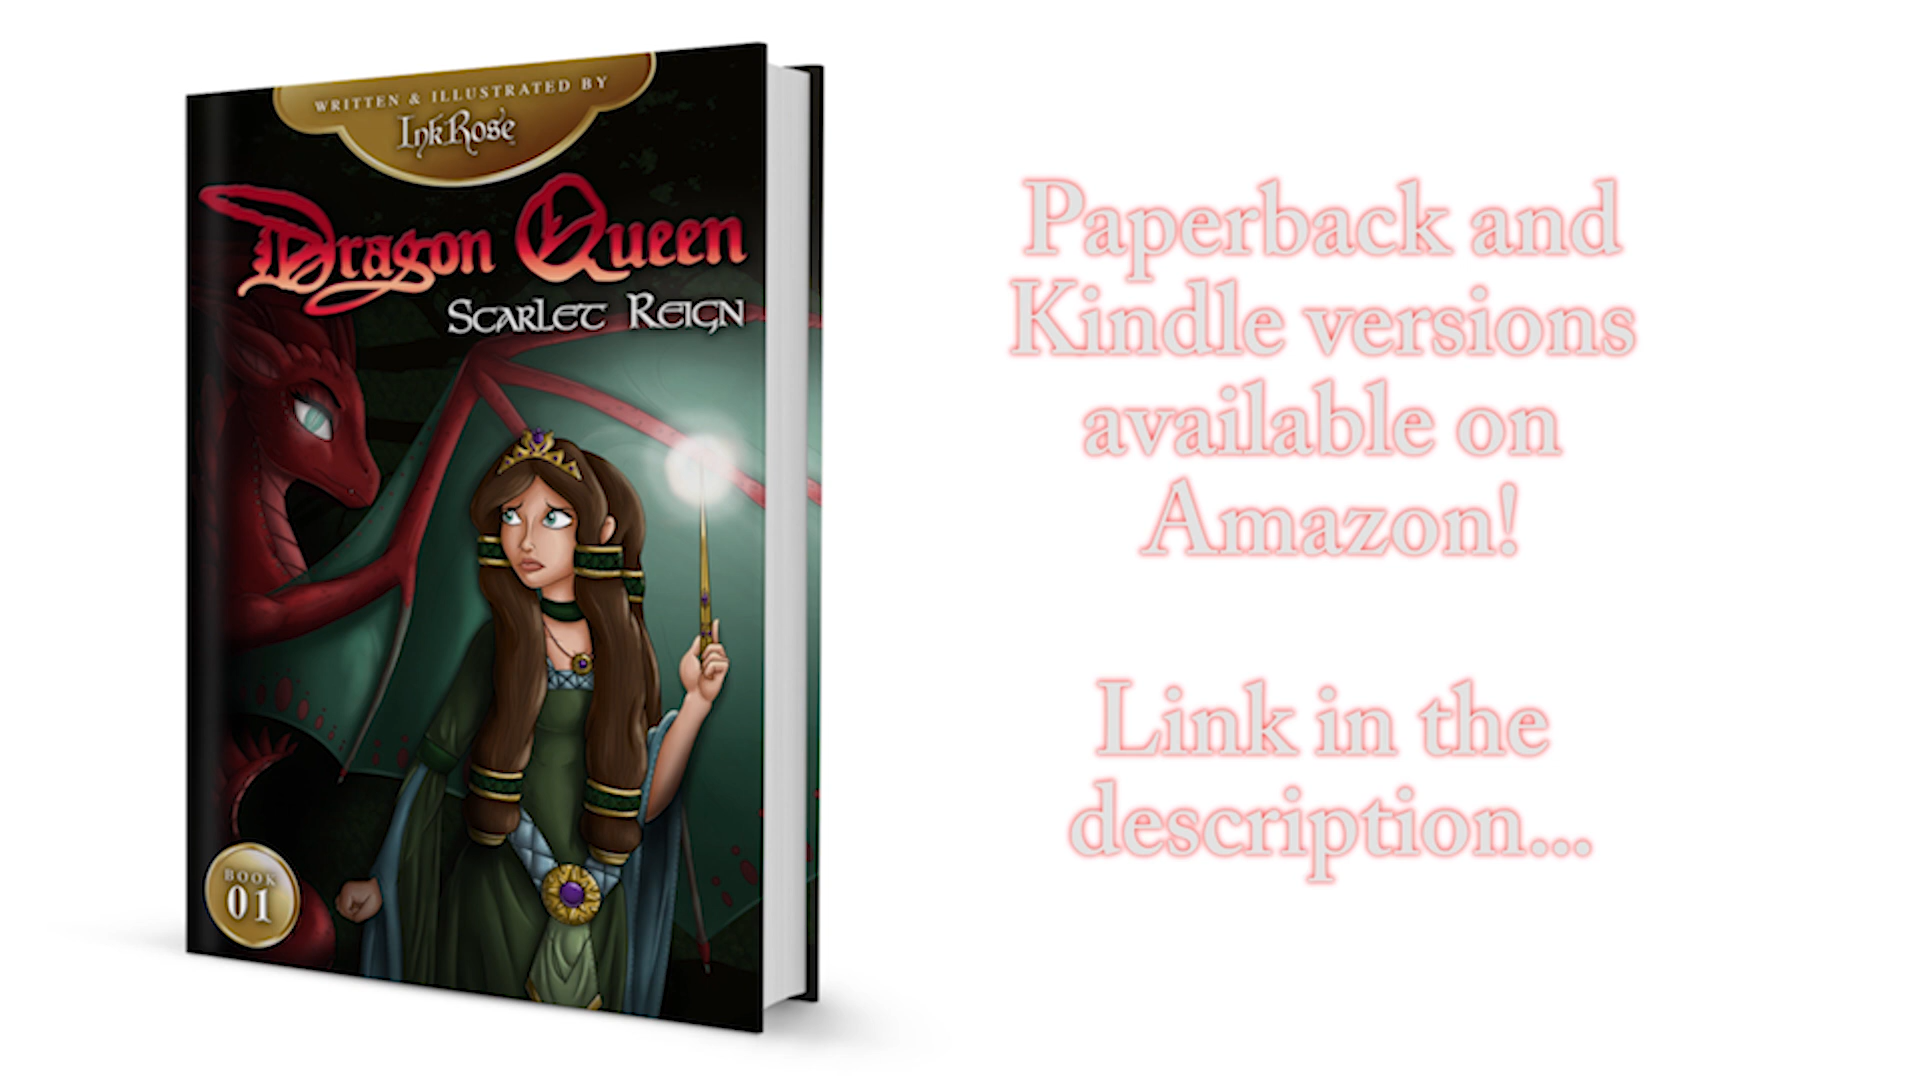 WRITTEN & ILLUSTRATED BY
InkRose
Dragon Queen
Scarlet Reign
BOOK
01
Paperback and
Kindle versions
available on
Amazon!
Link in the
description...